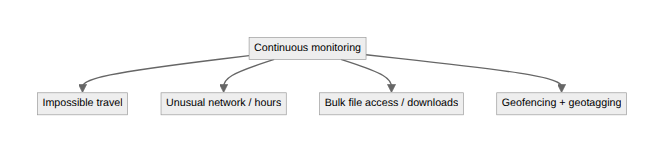 Continuous monitoring
Impossible travel
Unusual network / hours
Bulk file access / downloads
Geofencing + geotagging